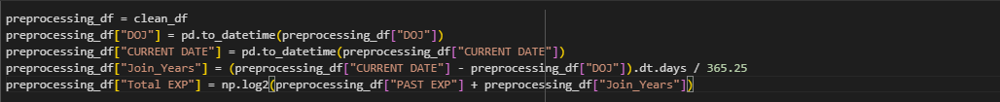 preprocessing_df = clean_df
preprocessing_df["DOJ"] = pd.to_datetime(preprocessing_df["DOJ"])
preprocessing_df["CURRENT DATE"] = pd.to_datetime(preprocessing_df["CURRENT DATE"])
preprocessing_df["Join_Years"] = (preprocessing_df["CURRENT DATE"] - preprocessing_df["DOJ"]).dt.days / 365.25
preprocessing_df["Total EXP"] = np.log2(preprocessing_df["PAST EXP"] + preprocessing_df["Join_Years"])